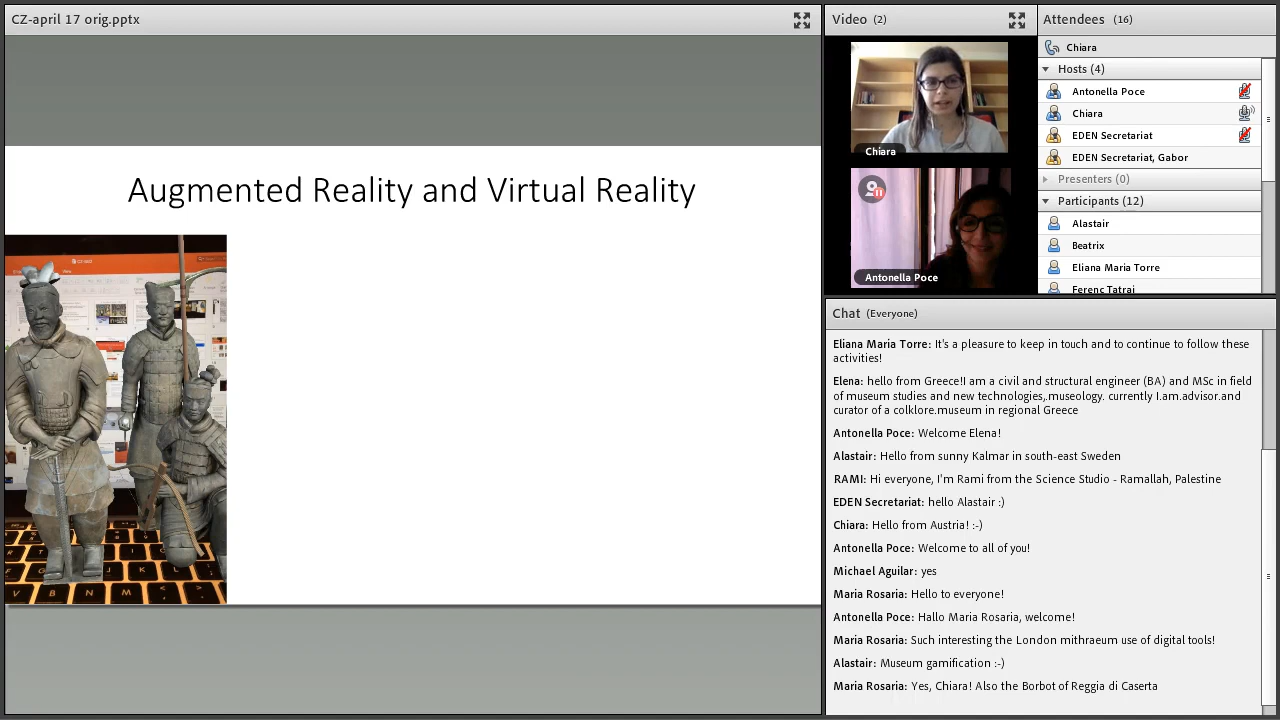 CZ-april 17 orig.pptx
Augmented Reality and Virtual Reality
V B N M < >
Video (2)
Chiara
Antonella Poce
Attendees (16)
Chiara
Hosts (4)
Antonella Poce
Chiara
EDEN Secretariat
EDEN Secretariat, Gabor
Presenters (0)
Participants (12)
Alastair
Beatrix
Eliana Maria Torre
Ferenc Tatrai
Chat (Everyone)
Eliana Maria Torre: It's a pleasure to keep in touch and to continue to follow these
activities!
Elena: hello from Greece!I am a civil and structural engineer (BA) and MSc in field
of museum studies and new technologies,.museology. currently I.am.advisor.and
curator of a colklore.museum in regional Greece
Antonella Poce: Welcome Elena!
Alastair: Hello from sunny Kalmar in south-east Sweden
RAMI: Hi everyone, I'm Rami from the Science Studio - Ramallah, Palestine
EDEN Secretariat: hello Alastair :)
Chiara: Hello from Austria! :-)
Antonella Poce: Welcome to all of you!
Michael Aguilar: yes
Maria Rosaria: Hello to everyone!
Antonella Poce: Hallo Maria Rosaria, welcome!
Maria Rosaria: Such interesting the London mithraeum use of digital tools!
Alastair: Museum gamification :-)
Maria Rosaria: Yes, Chiara! Also the Borbot of Reggia di Caserta